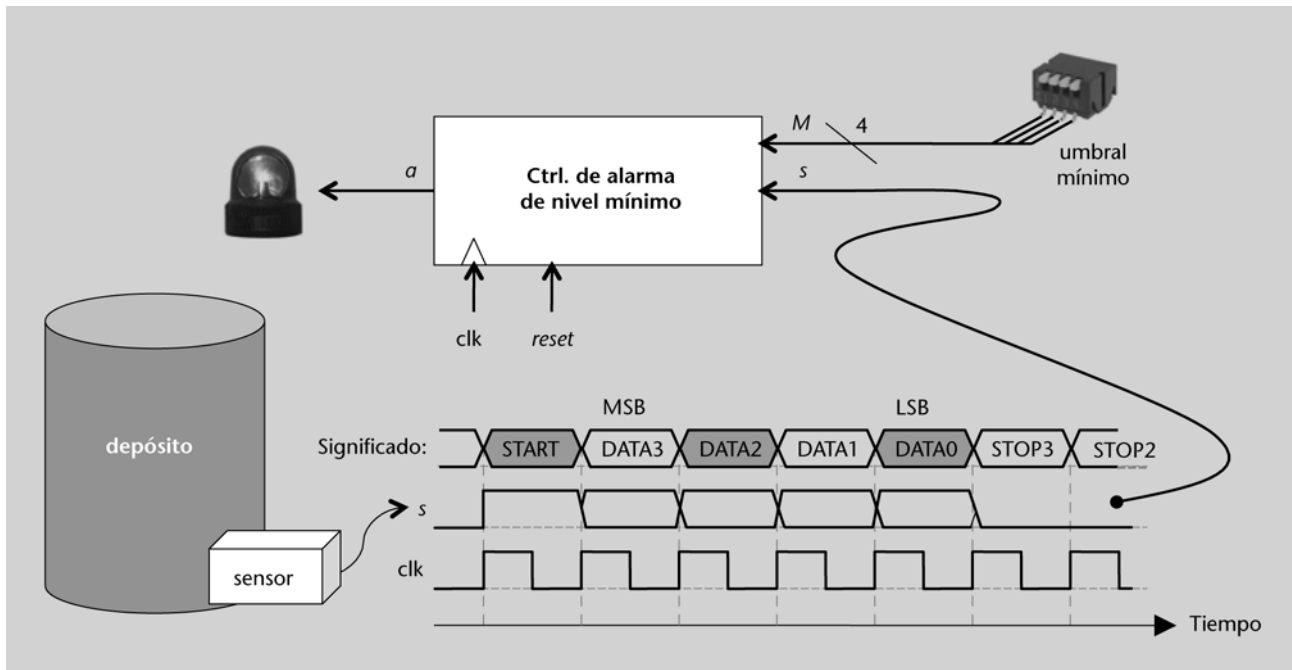 M
4
umbral
mínimo
a
Ctrl. de alarma
de nivel mínimo
s
clk
reset
MSB
LSB
depósito
Significado:
START
DATA3
DATA2
DATA1
DATA0
STOP3
STOP2
s
clk
sensor
Tiempo